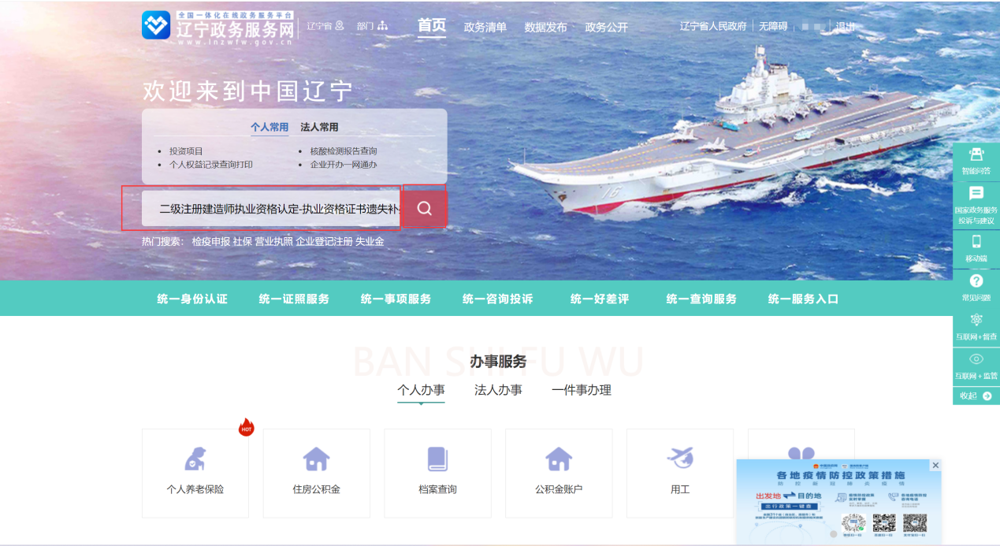 全国一体化在线政务服务平台
辽宁政务服务网
www.lnzwfw.gov.cn
辽宁省 部门 首页 政务清单 数据发布 政务公开 辽宁省人民政府 无障碍 退出
欢迎来到中国辽宁
个人常用 法人常用
投资项目 核酸检测报告查询
个人权益记录查询打印 企业开办一网通办
二级注册建造师执业资格认定-执业资格证书遗失补
热门搜索： 检疫申报 社保 营业执照 企业登记注册 失业金
16
智能问答
国家政务服务
投诉与建议
移动端
常见问题
互联网+督查
互联网+监管
收起
统一身份认证 统一证照服务 统一事项服务 统一咨询投诉 统一好差评 统一查询服务 统一服务入口
BAN SHI FU WU
办事服务
个人办事 法人办事 一件事办理
HOT
个人养老保险 住房公积金 档案查询 公积金账户 用工
各地疫情防控政策措施
出发地 目的地
出行政策一键查